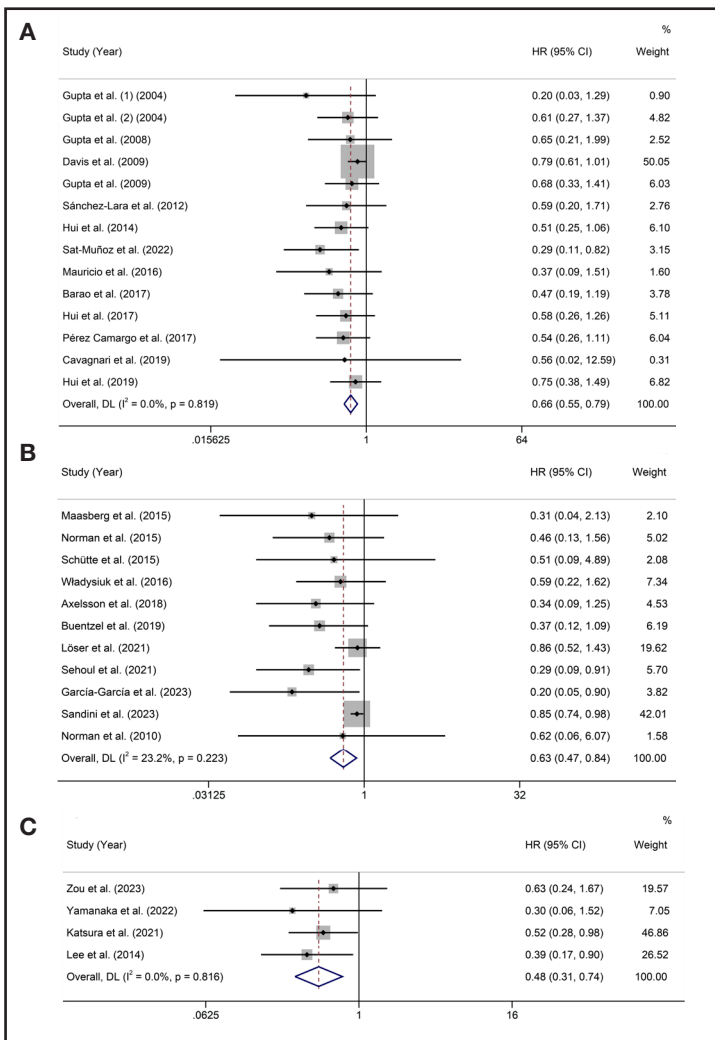 A
%
Study (Year) HR (95% CI) Weight
Gupta et al. (1) (2004) 0.20 (0.03, 1.29) 0.90
Gupta et al. (2) (2004) 0.61 (0.27, 1.37) 4.82
Gupta et al. (2008) 0.65 (0.21, 1.99) 2.52
Davis et al. (2009) 0.79 (0.61, 1.01) 50.05
Gupta et al. (2009) 0.68 (0.33, 1.41) 6.03
Sánchez-Lara et al. (2012) 0.59 (0.20, 1.71) 2.76
Hui et al. (2014) 0.51 (0.25, 1.06) 6.10
Sat-Muñoz et al. (2022) 0.29 (0.11, 0.82) 3.15
Mauricio et al. (2016) 0.37 (0.09, 1.51) 1.60
Barao et al. (2017) 0.47 (0.19, 1.19) 3.78
Hui et al. (2017) 0.58 (0.26, 1.26) 5.11
Pérez Camargo et al. (2017) 0.54 (0.26, 1.11) 6.04
Cavagnari et al. (2019) 0.56 (0.02, 12.59) 0.31
Hui et al. (2019) 0.75 (0.38, 1.49) 6.82
Overall, DL (I² = 0.0%, p = 0.819) 0.66 (0.55, 0.79) 100.00
.015625 1 64
B
Study (Year) HR (95% CI) Weight
Maasberg et al. (2015) 0.31 (0.04, 2.13) 2.10
Norman et al. (2015) 0.46 (0.13, 1.56) 5.02
Schütte et al. (2015) 0.51 (0.09, 4.89) 2.08
Władysiuk et al. (2016) 0.59 (0.22, 1.62) 7.34
Axelsson et al. (2018) 0.34 (0.09, 1.25) 4.53
Buentzel et al. (2019) 0.37 (0.12, 1.09) 6.19
Löser et al. (2021) 0.86 (0.52, 1.43) 19.62
Sehoul et al. (2021) 0.29 (0.09, 0.91) 5.70
García-García et al. (2023) 0.20 (0.05, 0.90) 3.82
Sandini et al. (2023) 0.85 (0.74, 0.98) 42.01
Norman et al. (2010) 0.62 (0.06, 6.07) 1.58
Overall, DL (I² = 23.2%, p = 0.223) 0.63 (0.47, 0.84) 100.00
.03125 1 32
C
%
Study (Year) HR (95% CI) Weight
Zou et al. (2023) 0.63 (0.24, 1.67) 19.57
Yamanaka et al. (2022) 0.30 (0.06, 1.52) 7.05
Katsura et al. (2021) 0.52 (0.28, 0.98) 46.86
Lee et al. (2014) 0.39 (0.17, 0.90) 26.52
Overall, DL (I² = 0.0%, p = 0.816) 0.48 (0.31, 0.74) 100.00
.0625 1 16